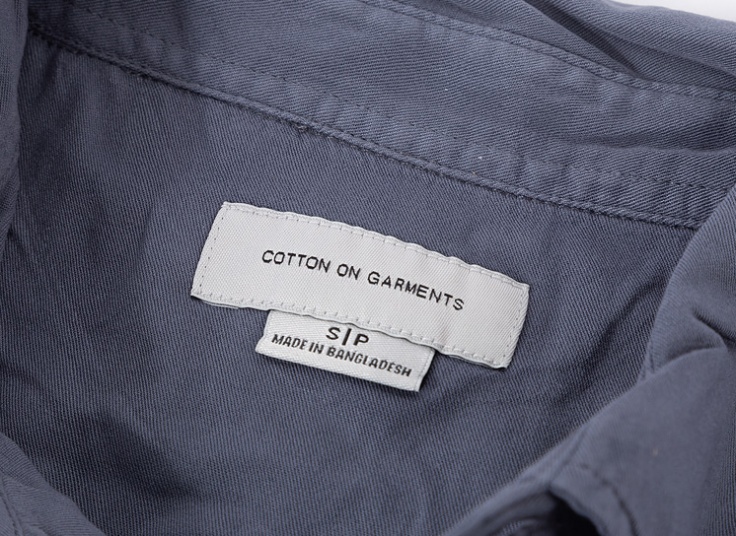 COTTON ON GARMENTS
S|P
MADE IN BANGLADESH